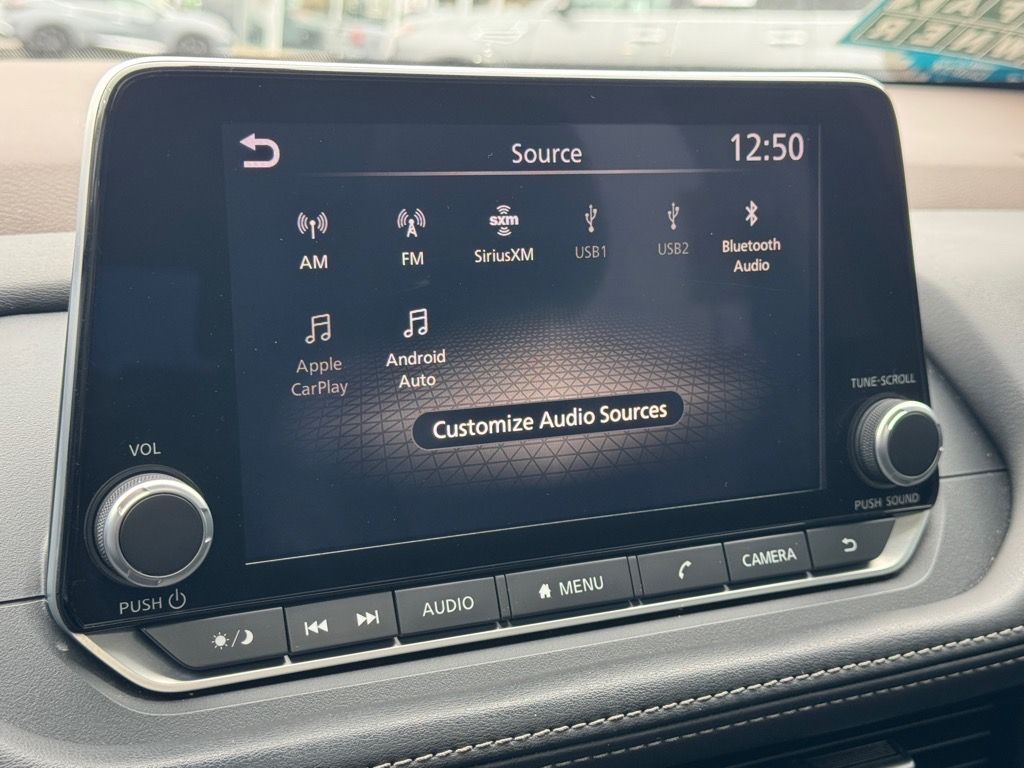 Source
12:50
AM
FM
sxm
SiriusXM
USB1
USB2
Bluetooth
Audio
Apple
CarPlay
Android
Auto
Customize Audio Sources
VOL
PUSH
TUNE·SCROLL
PUSH SOUND
AUDIO
MENU
CAMERA